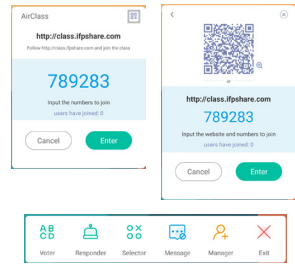 AirClass
http://class.ifpshare.com
Follow http://class.ifpshare.com and join the class
789283
Input the numbers to join
users have joined: 0
Cancel
Enter
or
http://class.ifpshare.com
789283
Input the website and numbers to join
users have joined: 0
Cancel
Enter
AB
CD
Voter
Responder
Selector
Message
Manager
Exit